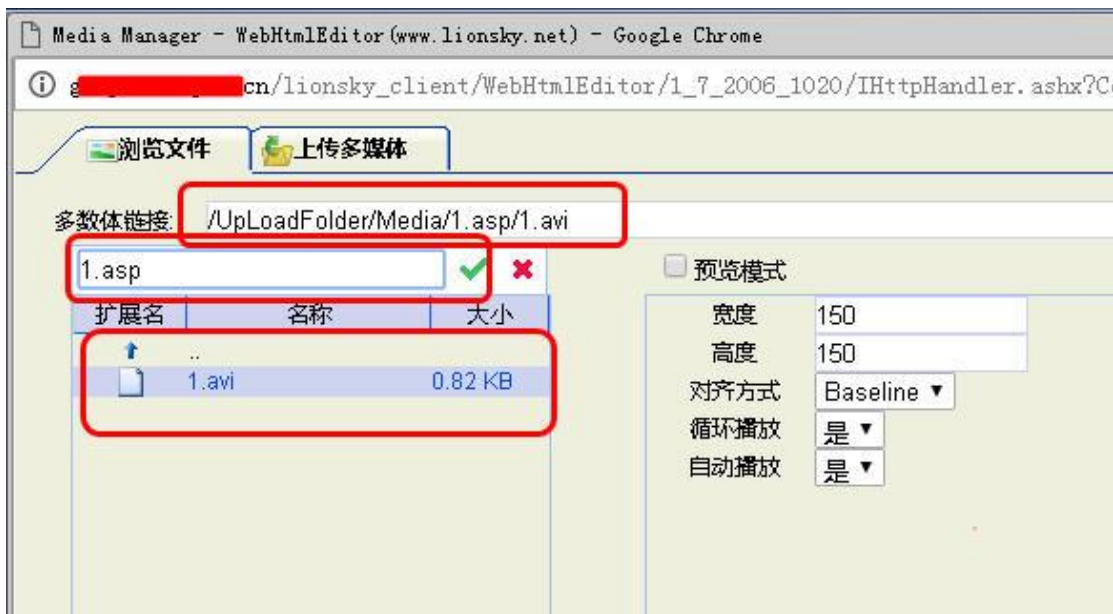 Media Manager - WebHtmlEditor(www.lionsky.net) - Google Chrome
cn/lionsky_client/WebHtmlEditor/1_7_2006_1020/IHttpHandler.ashx?C
浏览文件 上传多媒体
多数体链接: /UpLoadFolder/Media/1.asp/1.avi
1.asp 预览模式
扩展名 名称 大小 宽度 150
.. 高度 150
1.avi 0.82 KB 对齐方式 Baseline
循环播放 是
自动播放 是